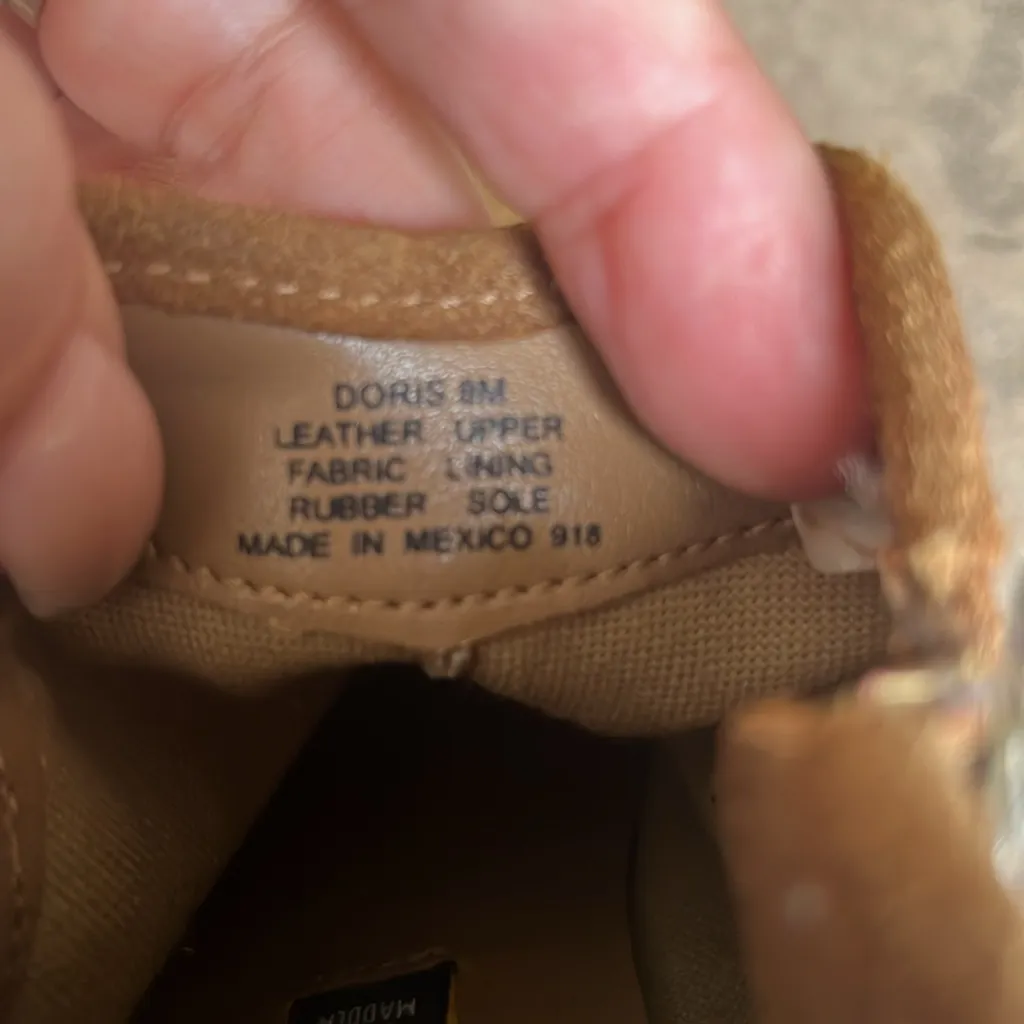 DORIS 8M
LEATHER UPPER
FABRIC LINING
RUBBER SOLE
MADE IN MEXICO 918